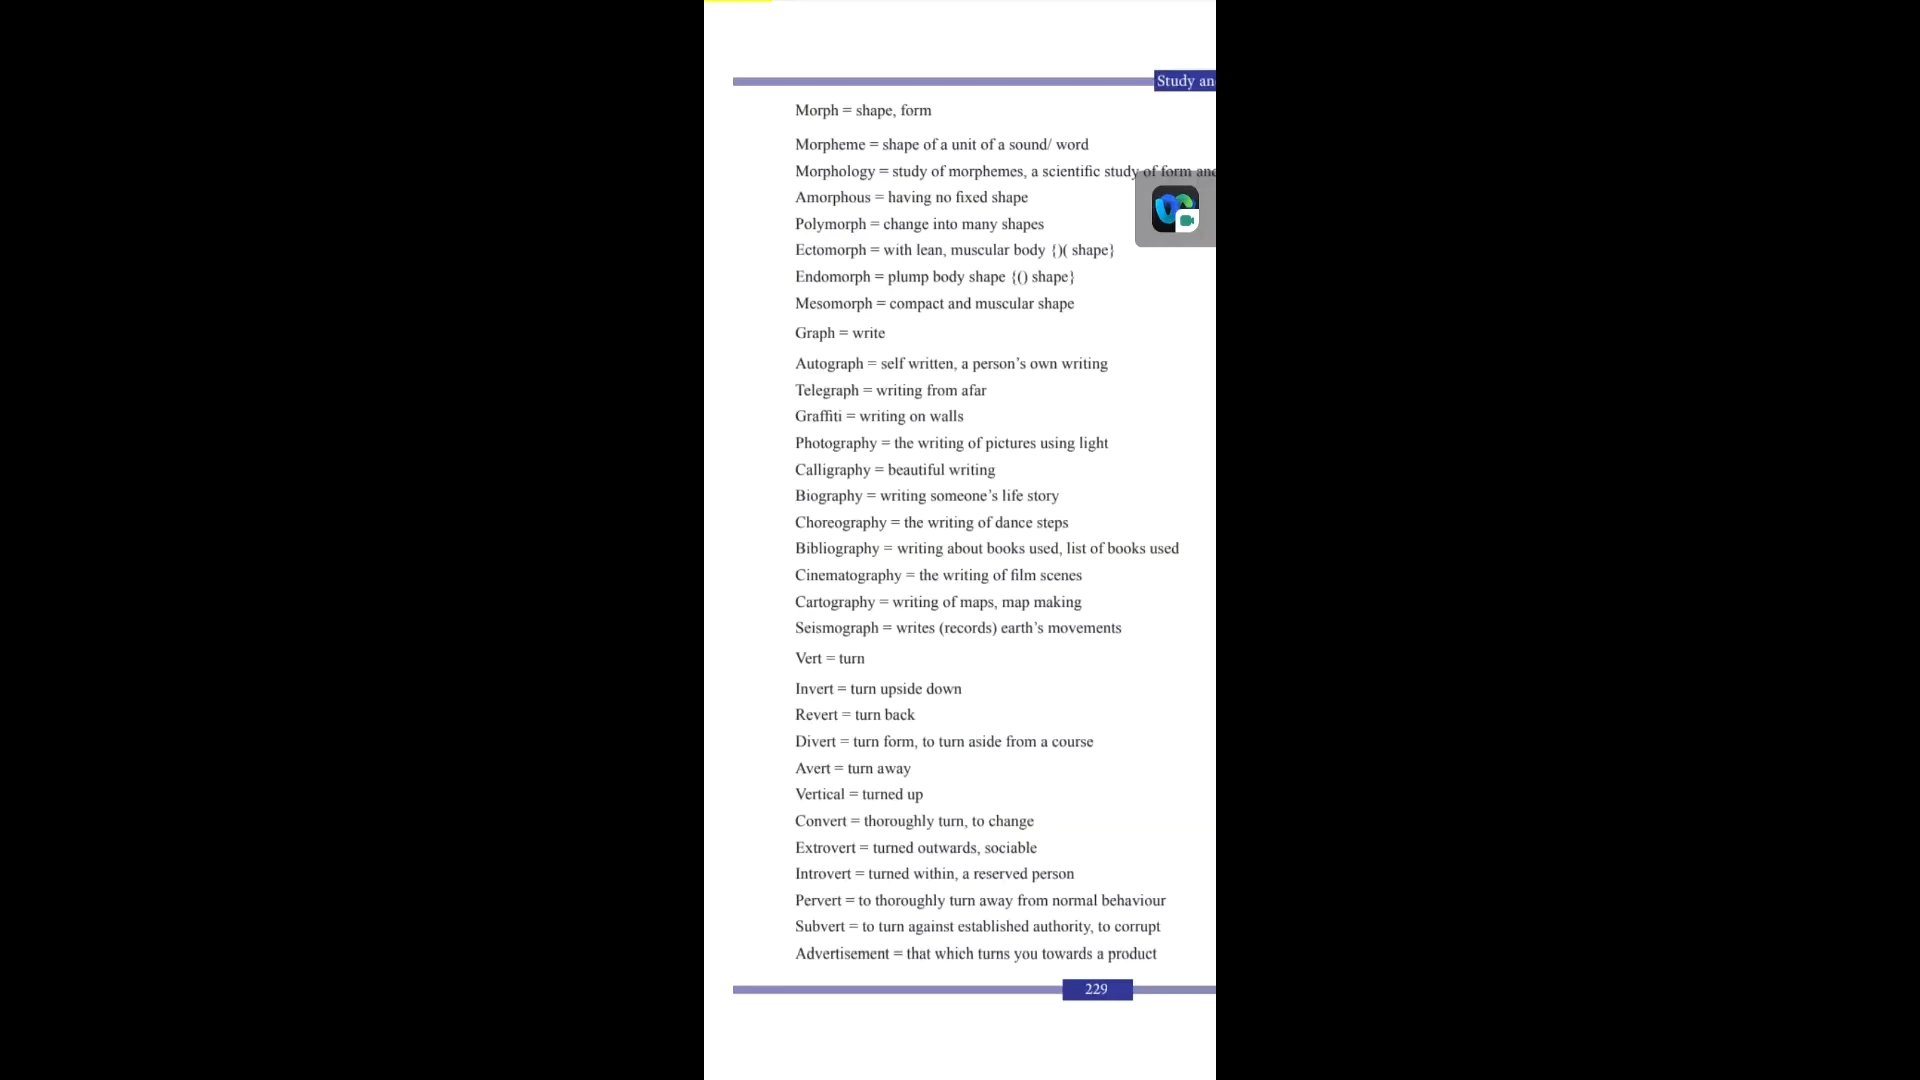 Study an
Morph = shape, form
Morpheme = shape of a unit of a sound/ word
Morphology = study of morphemes, a scientific study of form and
Amorphous = having no fixed shape
Polymorph = change into many shapes
Ectomorph = with lean, muscular body {)( shape}
Endomorph = plump body shape {() shape}
Mesomorph = compact and muscular shape
Graph = write
Autograph = self written, a person’s own writing
Telegraph = writing from afar
Graffiti = writing on walls
Photography = the writing of pictures using light
Calligraphy = beautiful writing
Biography = writing someone’s life story
Choreography = the writing of dance steps
Bibliography = writing about books used, list of books used
Cinematography = the writing of film scenes
Cartography = writing of maps, map making
Seismograph = writes (records) earth’s movements
Vert = turn
Invert = turn upside down
Revert = turn back
Divert = turn form, to turn aside from a course
Avert = turn away
Vertical = turned up
Convert = thoroughly turn, to change
Extrovert = turned outwards, sociable
Introvert = turned within, a reserved person
Pervert = to thoroughly turn away from normal behaviour
Subvert = to turn against established authority, to corrupt
Advertisement = that which turns you towards a product
229